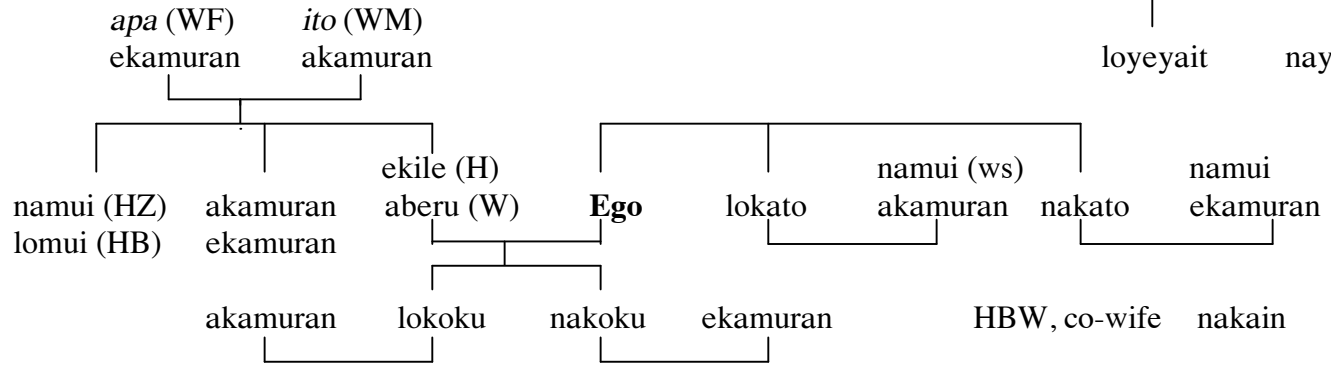 apa (WF) ito (WM)
ekamuran akamuran loyeyait nay
ekile (H) namui (ws) namui
namui (HZ) akamuran aberu (W) Ego lokato akamuran nakato ekamuran
lomui (HB) ekamuran
akamuran lokoku nakoku ekamuran HBW, co-wife nakain